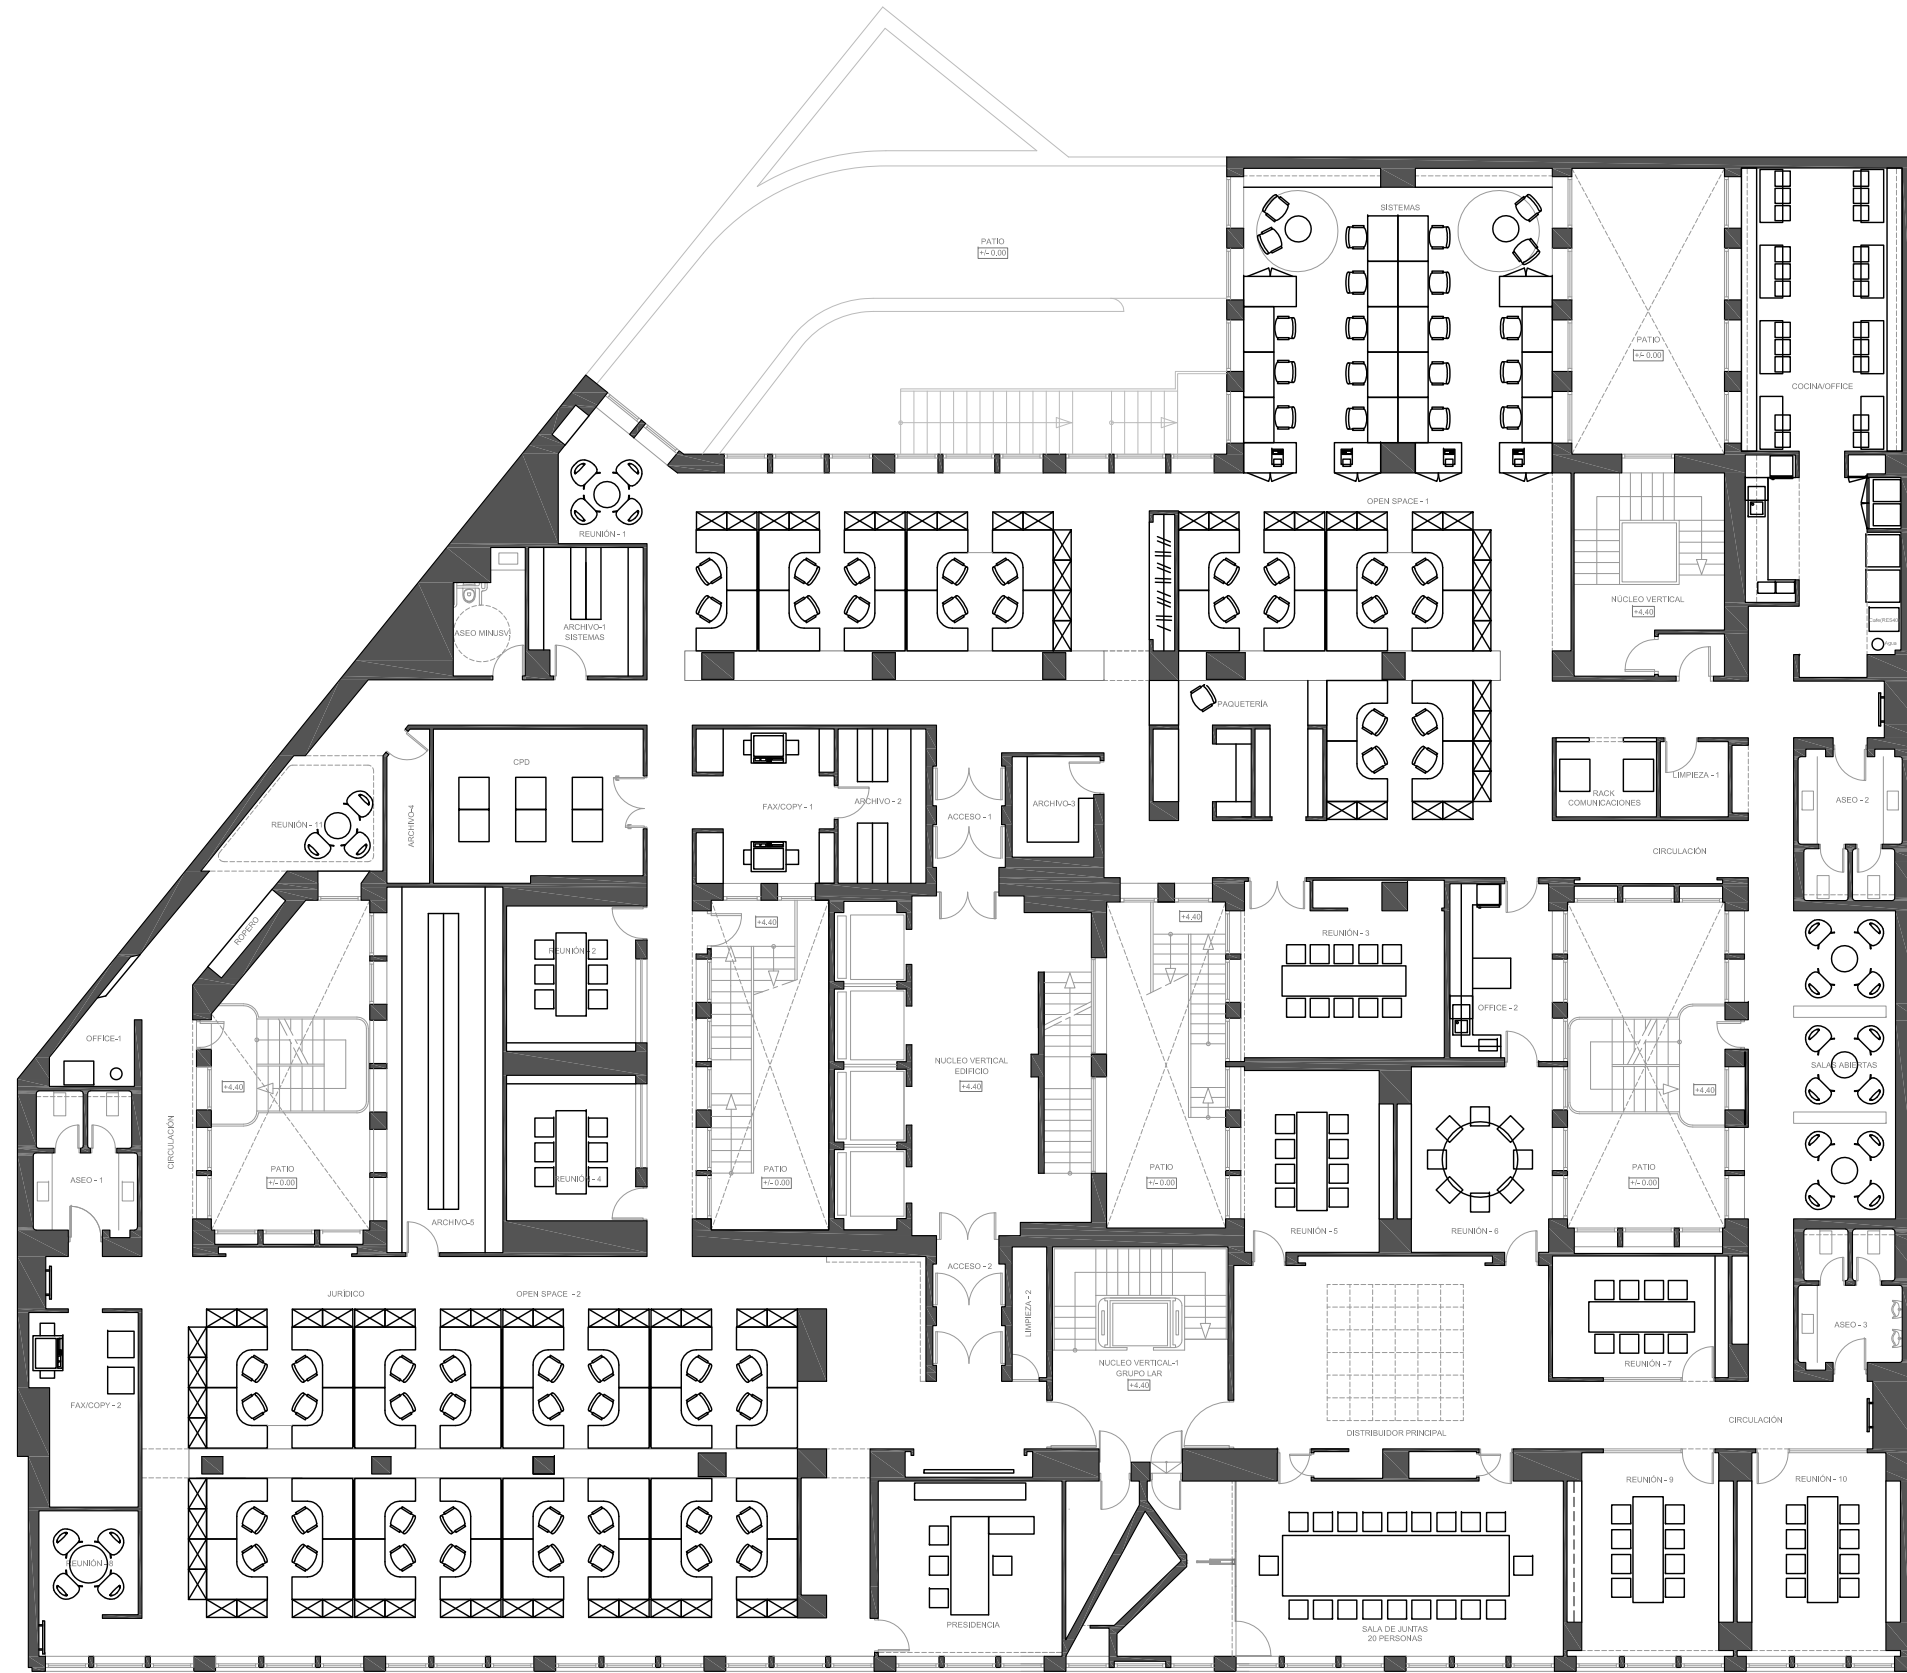 SISTEMAS
PATIO
+/- 0.00
PATIO
+/- 0.00
COCINA/OFFICE
OPEN SPACE - 1
REUNIÓN - 1
NÚCLEO VERTICAL
+4.40
ASEO MINUSV.
ARCHIVO-1
SISTEMAS
Agua
PAQUETERÍA
CPD
FAX/COPY - 1
ARCHIVO - 2
ARCHIVO-3
ACCESO - 1
RACK
COMUNICACIONES
LIMPIEZA - 1
ASEO - 2
REUNIÓN - 11
ARCHIVO-4
CIRCULACIÓN
ROPERO
+4.40
+4.40
REUNIÓN - 2
REUNIÓN - 3
OFFICE - 2
OFFICE-1
NUCLEO VERTICAL
EDIFICIO
+4.40
SALAS ABIERTAS
+4.40
+4.40
CIRCULACIÓN
PATIO
+/- 0.00
REUNIÓN - 4
PATIO
+/- 0.00
PATIO
+/- 0.00
PATIO
+/- 0.00
ASEO - 1
ARCHIVO-5
REUNIÓN - 5
REUNIÓN - 6
ACCESO - 2
JURÍDICO
OPEN SPACE - 2
LIMPIEZA - 2
ASEO - 3
NUCLEO VERTICAL-1
GRUPO LAR
+4.40
REUNIÓN - 7
FAX/COPY - 2
CIRCULACIÓN
DISTRIBUIDOR PRINCIPAL
REUNIÓN - 9
REUNIÓN - 10
REUNIÓN - 8
PRESIDENCIA
SALA DE JUNTAS
20 PERSONAS